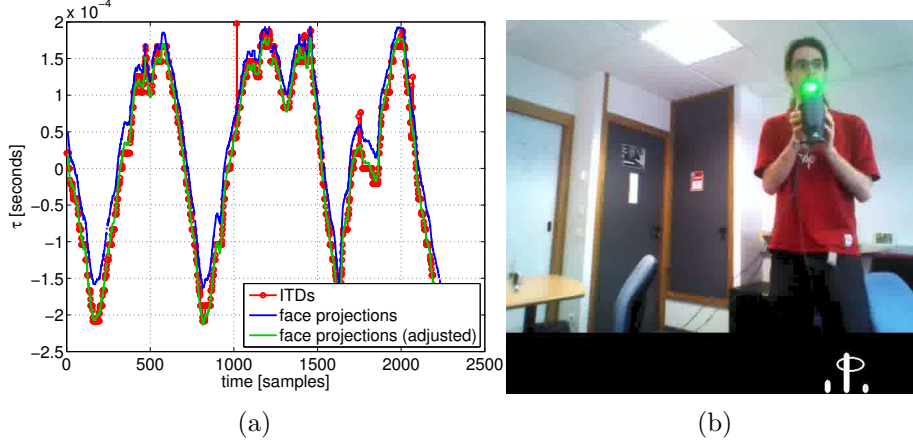 x 10⁻⁴
2
1.5
1
0.5
0
−0.5
−1
−1.5
−2
−2.5
τ [seconds]
0 500 1000 1500 2000 2500
time [samples]
ITDs
face projections
face projections (adjusted)
(a)
(b)